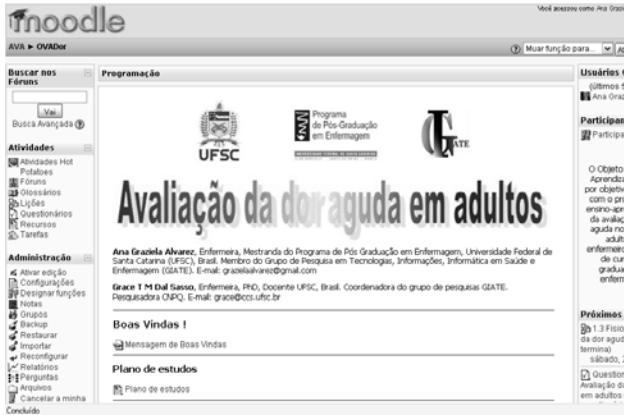 moodle
Você acessou como Ana Grazie
AVA ► OVADor
Muar função para...
Buscar nos
Fóruns
Vai
Busca Avançada
Atividades
Atividades Hot
Potatoes
Fóruns
Glossários
Lições
Questionários
Recursos
Tarefas
Administração
Ativar edição
Configurações
Designar funções
Notas
Grupos
Backup
Restaurar
Importar
Reconfigurar
Relatórios
Perguntas
Arquivos
Cancelar a minha
Concluído
Programação
UFSC
Programa
de Pós-Graduação
em Enfermagem
GIATE
Avaliação da dor aguda em adultos
Ana Graziela Alvarez, Enfermeira, Mestranda do Programa de Pós Graduação em Enfermagem, Universidade Federal de
Santa Catarina (UFSC), Brasil. Membro do Grupo de Pesquisa em Tecnologias, Informações, Informática em Saúde e
Enfermagem (GIATE). E-mail: grazielaalvarez@gmail.com
Grace T M Dal Sasso, Enfermeira, PhD, Docente UFSC, Brasil. Coordenadora do grupo de pesquisas GIATE.
Pesquisadora CNPQ. E-mail: grace@ccs.ufsc.br
Boas Vindas !
Mensagem de Boas Vindas
Plano de estudos
Plano de estudos
Usuários
(últimos 5
Ana Graz
Participan
Particip
O Objeto
Aprendiza
por objetiv
com o pr
ensino-apr
da avaliaç
aguda no
adult
enfermeiro
de cur
gradua
enferm
Próximos
1.3 Fisio
da dor agud
termina)
sábado, 2
Question
Avaliação da
em adultos